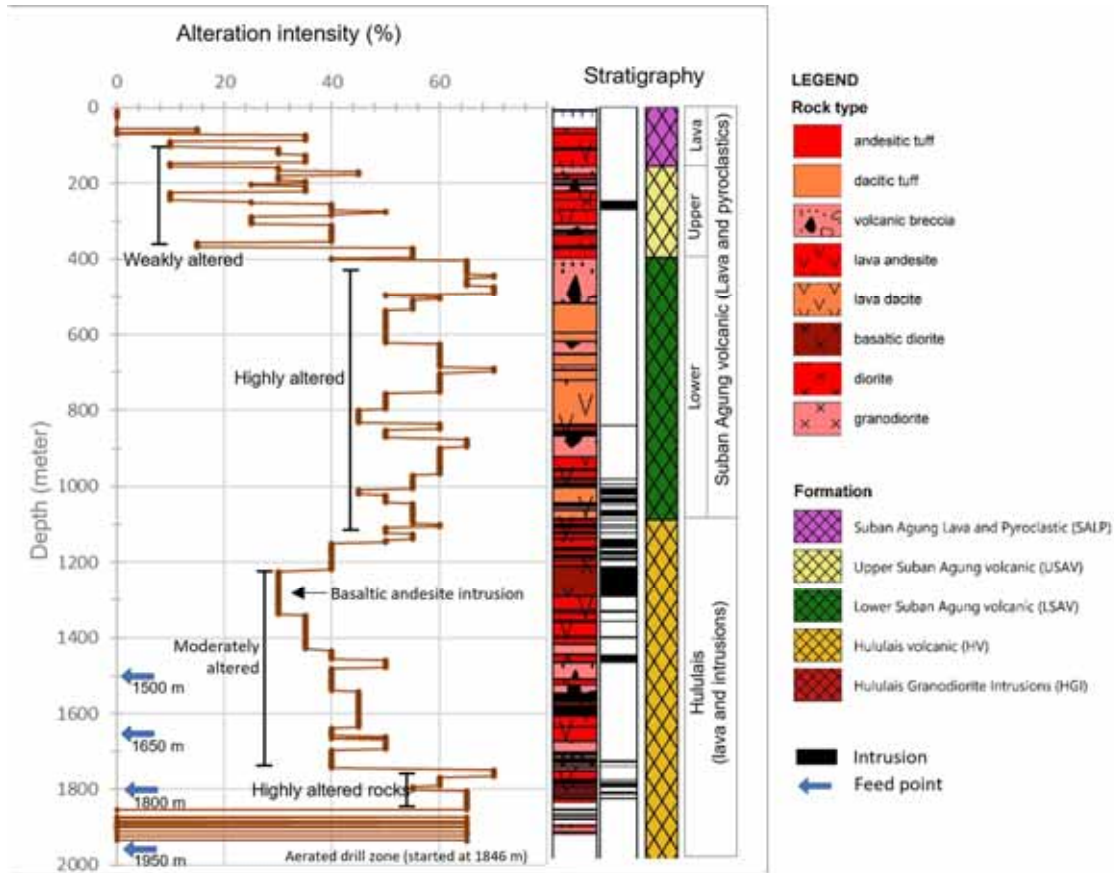 Alteration intensity (%)
0 20 40 60
Stratigraphy
Depth (meter)
0
200
400
600
800
1000
1200
1400
1600
1800
2000
Weakly altered
Highly altered
Basaltic andesite intrusion
Moderately
altered
1500 m
1650 m
Highly altered rocks
1800 m
1950 m
Aerated drill zone (started at 1846 m)
Lava
Upper
Lower
Suban Agung volcanic (Lava and pyroclastics)
Hululais
(lava and intrusions)
LEGEND
Rock type
andesitic tuff
dacitic tuff
volcanic breccia
lava andesite
lava dacite
basaltic diorite
diorite
granodiorite
Formation
Suban Agung Lava and Pyroclastic (SALP)
Upper Suban Agung volcanic (USAV)
Lower Suban Agung volcanic (LSAV)
Hululais volcanic (HV)
Hululais Granodiorite Intrusions (HGI)
Intrusion
Feed point